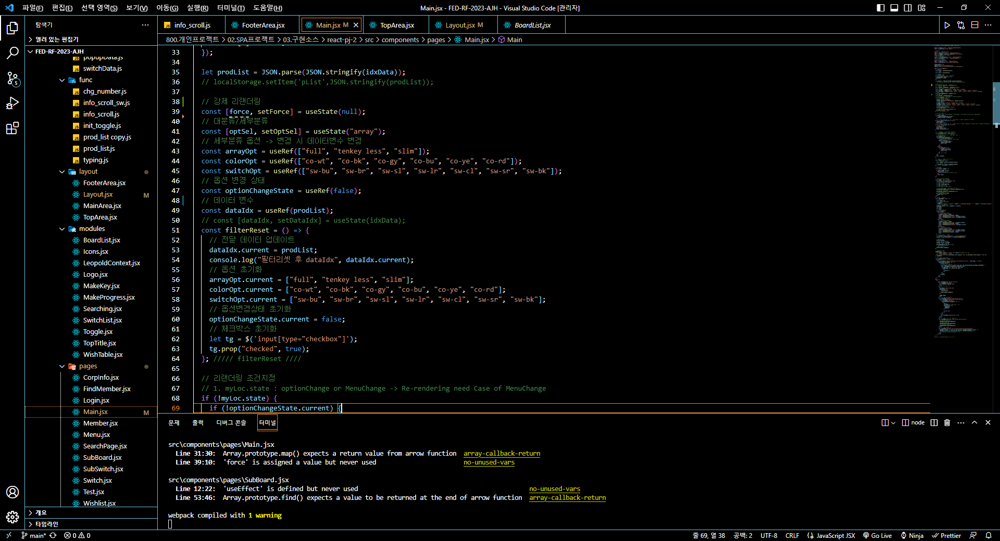 파일(F) 편집(E) 선택 영역(S) 보기(V) 이동(G) 실행(R) 터미널(T) 도움말(H) Main.jsx - FED-RF-2023-AJH - Visual Studio Code [관리자]
탐색기
열려 있는 편집기
FED-RF-2023-AJH
popupData.js
switchData.js
func
chg_number.js
info_scroll_sw.js
info_scroll.js
init_toggle.js
prod_list copy.js
prod_list.js
typing.js
layout
FooterArea.jsx
Layout.jsx M
MainArea.jsx
TopArea.jsx
modules
BoardList.jsx
Icons.jsx
LeopoldContext.jsx
Logo.jsx
MakeKey.jsx
MakeProgress.jsx
Searching.jsx
SwitchList.jsx
Toggle.jsx
TopTitle.jsx
WishTable.jsx
pages
CorpInfo.jsx
FindMember.jsx
Login.jsx
Main.jsx M
Member.jsx
Menu.jsx
SearchPage.jsx
SubBoard.jsx
SubSwitch.jsx
Switch.jsx
Test.jsx
Wishlist.jsx
개요
타임라인
info_scroll.js FooterArea.jsx Main.jsx M TopArea.jsx Layout.jsx M BoardList.jsx
800.개인프로젝트 > 02.SPA프로젝트 > 03.구현소스 > react-pj-2 > src > components > pages > Main.jsx > Main
33 });
34
35 let prodList = JSON.parse(JSON.stringify(idxData));
36 // localStorage.setItem('pList',JSON.stringify(prodList));
37
38 // 강제 리랜더링
39 const [force, setForce] = useState(null);
40 // 대분류/세부분류
41 const [optSel, setOptSel] = useState("array");
42 // 세부분류 옵션 -> 변경 시 데이터변수 변경
43 const arrayOpt = useRef(["full", "tenkey less", "slim"]);
44 const colorOpt = useRef(["co-wt", "co-bk", "co-gy", "co-bu", "co-ye", "co-rd"]);
45 const switchOpt = useRef(["sw-bu", "sw-br", "sw-sl", "sw-lr", "sw-cl", "sw-sr", "sw-bk"]);
46 // 옵션 변경 상태
47 const optionChangeState = useRef(false);
48 // 데이터 변수
49 const dataIdx = useRef(prodList);
50 // const [dataIdx, setDataIdx] = useState(idxData);
51 const filterReset = () => {
52 // 전달 데이터 업데이트
53 dataIdx.current = prodList;
54 console.log("필터리셋 후 dataIdx", dataIdx.current);
55 // 옵션 초기화
56 arrayOpt.current = ["full", "tenkey less", "slim"];
57 colorOpt.current = ["co-wt", "co-bk", "co-gy", "co-bu", "co-ye", "co-rd"];
58 switchOpt.current = ["sw-bu", "sw-br", "sw-sl", "sw-lr", "sw-cl", "sw-sr", "sw-bk"];
59 // 옵션변경상태 초기화
60 optionChangeState.current = false;
61 // 체크박스 초기화
62 let tg = $('input[type="checkbox"]');
63 tg.prop("checked", true);
64 }; ///// filterReset ////
65
66 // 리랜더링 조건지정
67 // 1. myLoc.state : optionChange or MenuChange -> Re-rendering need Case of MenuChange
68 if (!myLoc.state) {
69 if (!optionChangeState.current) {
문제 출력 디버그 콘솔 터미널 node
src\components\pages\Main.jsx
Line 31:30: Array.prototype.map() expects a return value from arrow function array-callback-return
Line 39:10: 'force' is assigned a value but never used no-unused-vars
src\components\pages\SubBoard.jsx
Line 12:22: 'useEffect' is defined but never used no-unused-vars
Line 53:46: Array.prototype.find() expects a value to be returned at the end of arrow function array-callback-return
webpack compiled with 1 warning
5
main* 0 0 줄 69, 열 38 공백: 2 UTF-8 CRLF JavaScript JSX Go Live Ninja Prettier